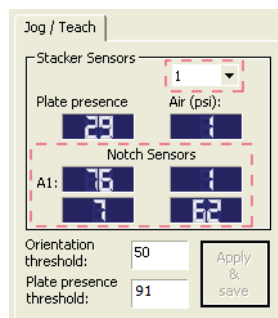 Jog / Teach
Stacker Sensors
1
Plate presence Air (psi):
29 1
Notch Sensors
A1: 76 1
7 62
Orientation
threshold: 50
Plate presence
threshold: 91
Apply
&
save